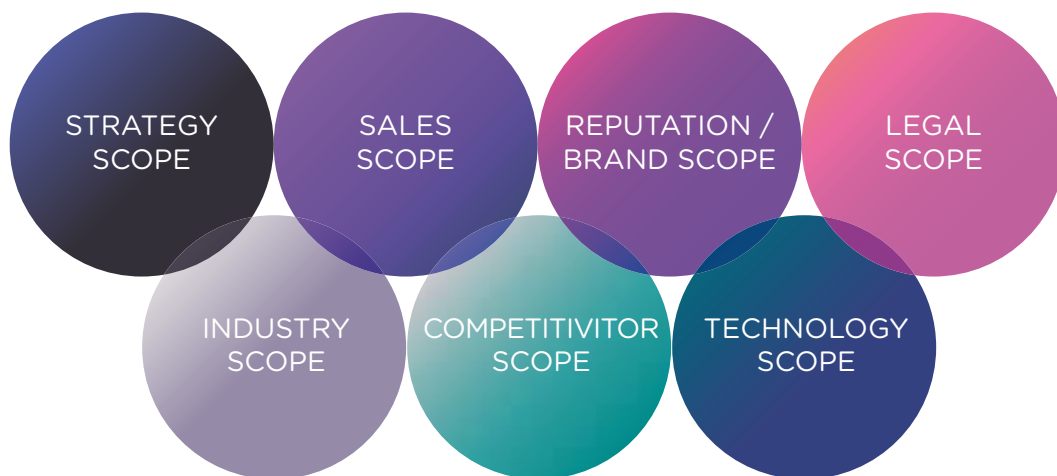 STRATEGY
SCOPE
SALES
SCOPE
REPUTATION /
BRAND SCOPE
LEGAL
SCOPE
INDUSTRY
SCOPE
COMPETITIVITOR
SCOPE
TECHNOLOGY
SCOPE